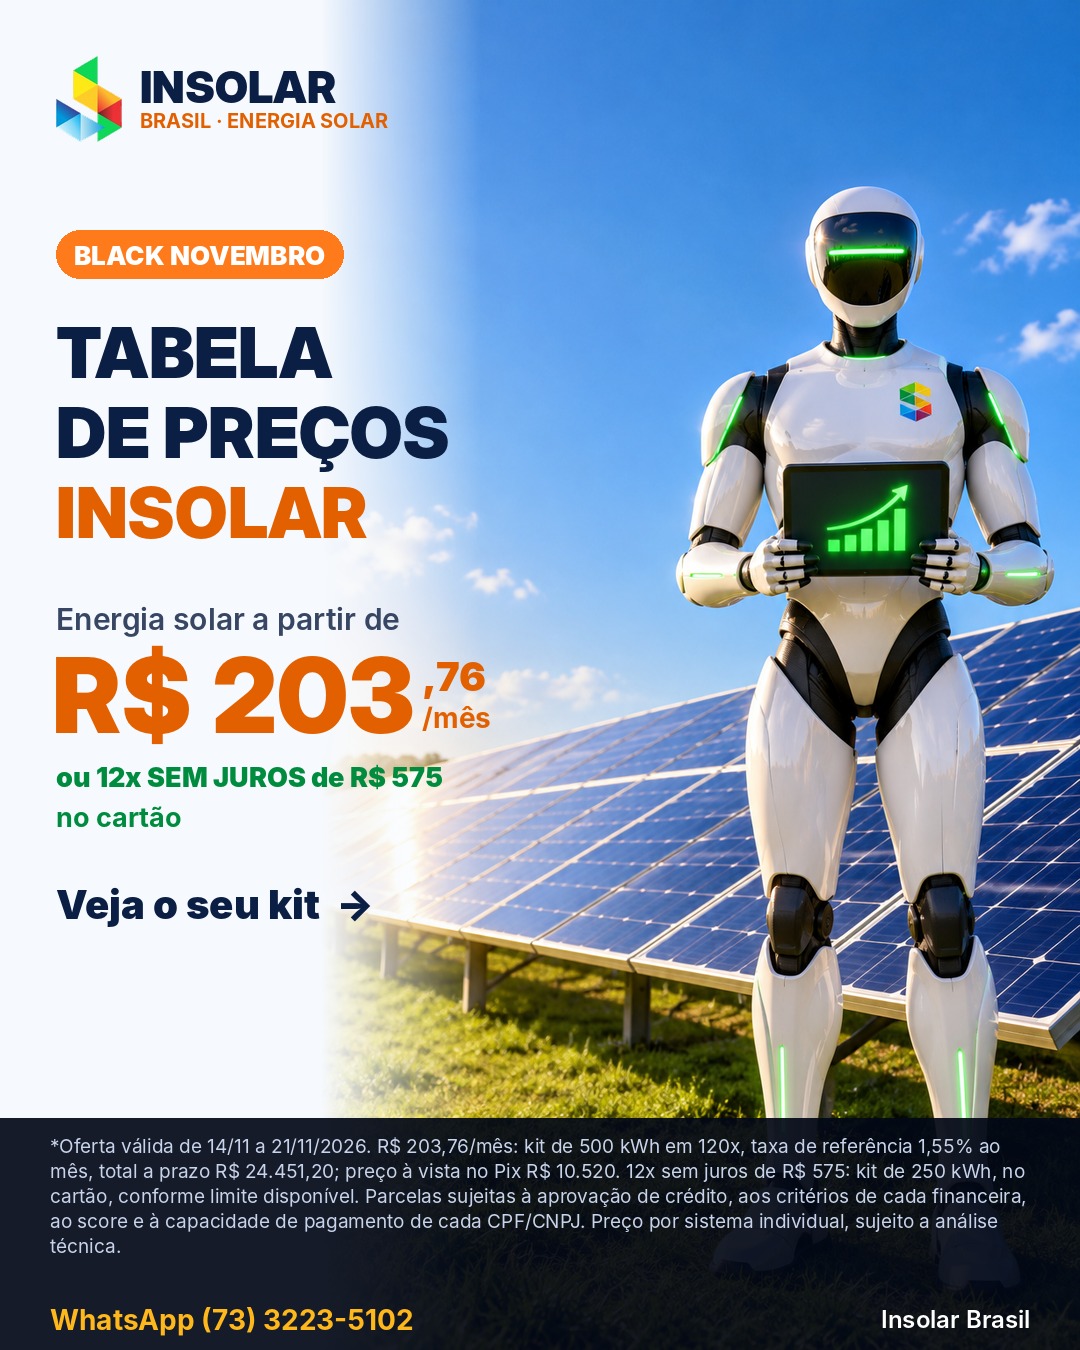 INSOLAR
BRASIL · ENERGIA SOLAR
BLACK NOVEMBRO
TABELA
DE PREÇOS
INSOLAR
Energia solar a partir de
R$ 203,76
/mês
ou 12x SEM JUROS de R$ 575
no cartão
Veja o seu kit →
*Oferta válida de 14/11 a 21/11/2026. R$ 203,76/mês: kit de 500 kWh em 120x, taxa de referência 1,55% ao
mês, total a prazo R$ 24.451,20; preço à vista no Pix R$ 10.520. 12x sem juros de R$ 575: kit de 250 kWh, no
cartão, conforme limite disponível. Parcelas sujeitas à aprovação de crédito, aos critérios de cada financeira,
ao score e à capacidade de pagamento de cada CPF/CNPJ. Preço por sistema individual, sujeito a análise
técnica.
WhatsApp (73) 3223-5102
Insolar Brasil